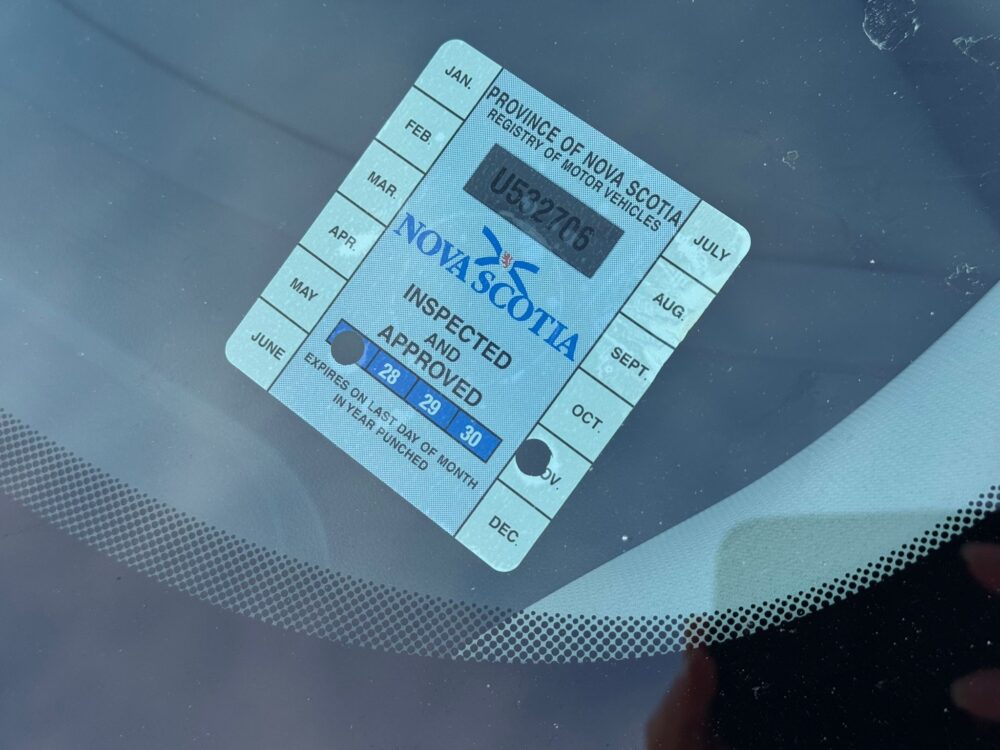 PROVINCE OF NOVA SCOTIA
REGISTRY OF MOTOR VEHICLES
U532706
NOVA SCOTIA
INSPECTED
AND
APPROVED
28 29 30
EXPIRES ON LAST DAY OF MONTH
IN YEAR PUNCHED
JAN.
FEB.
MAR.
APR.
MAY
JUNE
JULY
AUG.
SEPT.
OCT.
OV.
DEC.